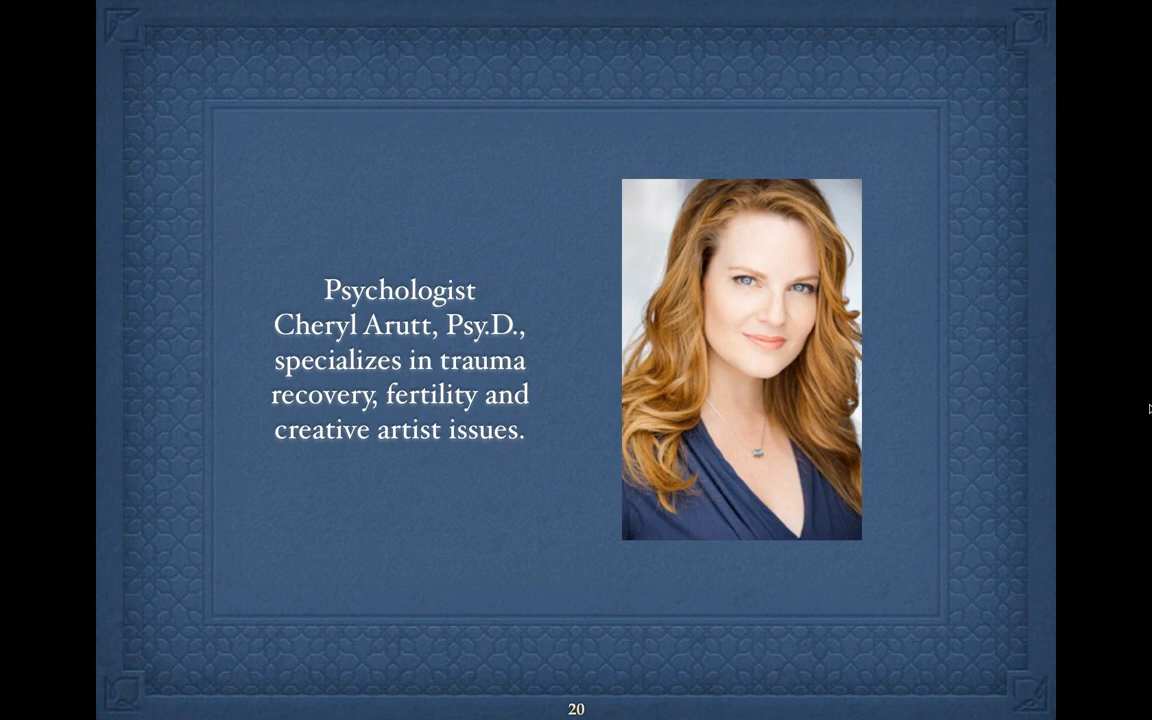 Psychologist
Cheryl Arutt, Psy.D.,
specializes in trauma
recovery, fertility and
creative artist issues.
20